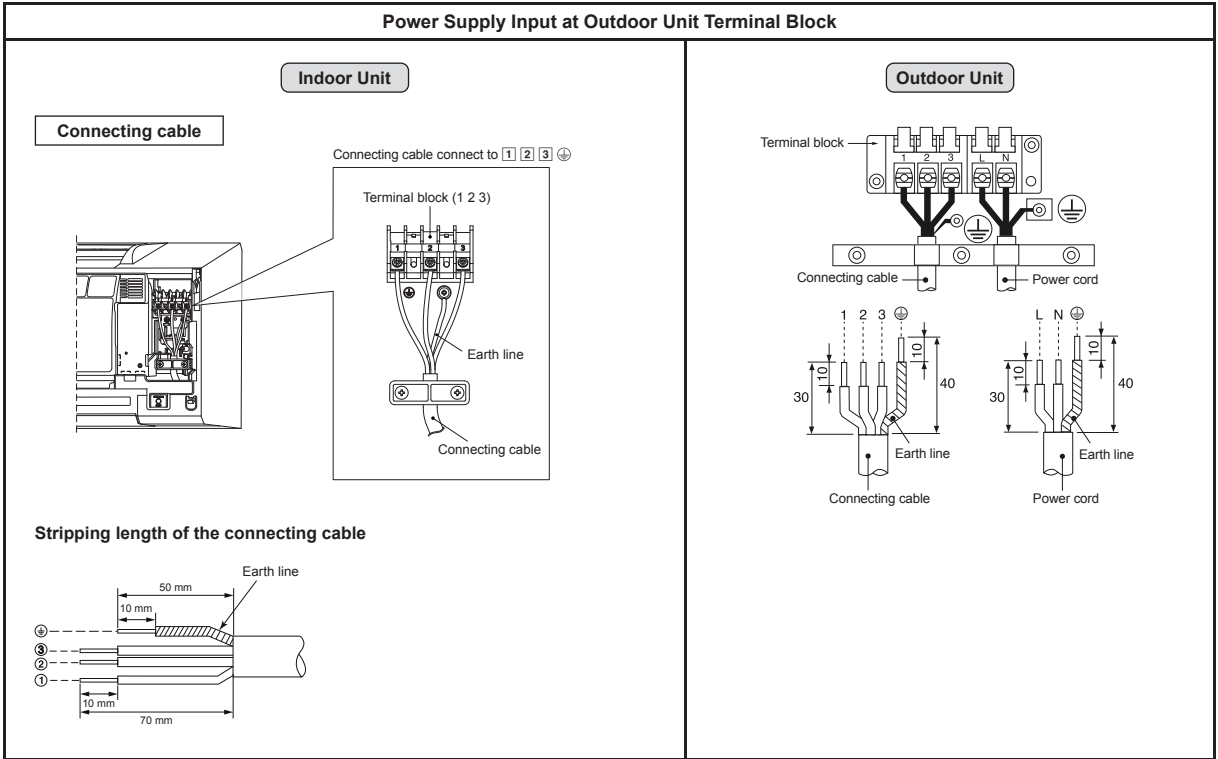 Power Supply Input at Outdoor Unit Terminal Block
Indoor Unit
Connecting cable
Connecting cable connect to 1 2 3 ⏚
Terminal block (1 2 3)
1 2 3
Earth line
Connecting cable
Stripping length of the connecting cable
Earth line
50 mm
10 mm
③
②
①
10 mm
70 mm
Outdoor Unit
Terminal block
1 2 3 L N
Connecting cable
Power cord
1 2 3
10
10
30
40
Earth line
Connecting cable
L N
10
10
30
40
Earth line
Power cord